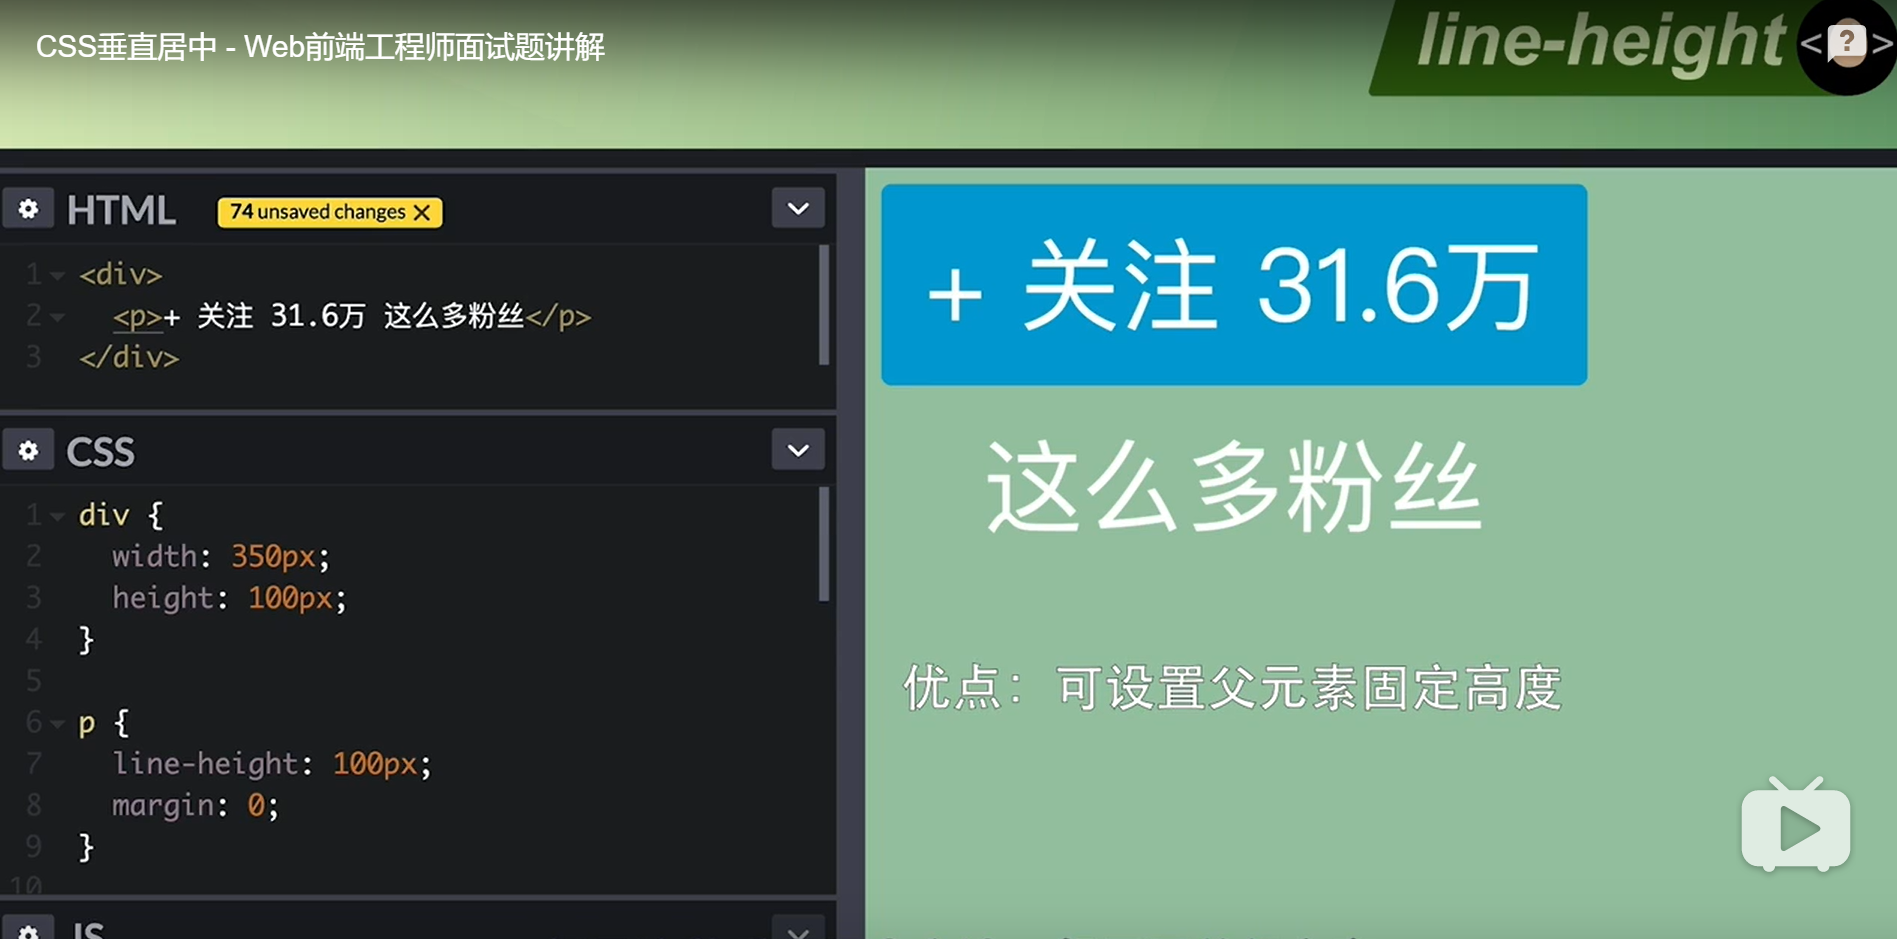 CSS垂直居中 - Web前端工程师面试题讲解
line-height
< ? >
HTML
74 unsaved changes X
1 <div>
2 <p>+ 关注 31.6万 这么多粉丝</p>
3 </div>
CSS
1 div {
2 width: 350px;
3 height: 100px;
4 }
5
6 p {
7 line-height: 100px;
8 margin: 0;
9 }
10
JS
+ 关注 31.6万
这么多粉丝
优点：可设置父元素固定高度